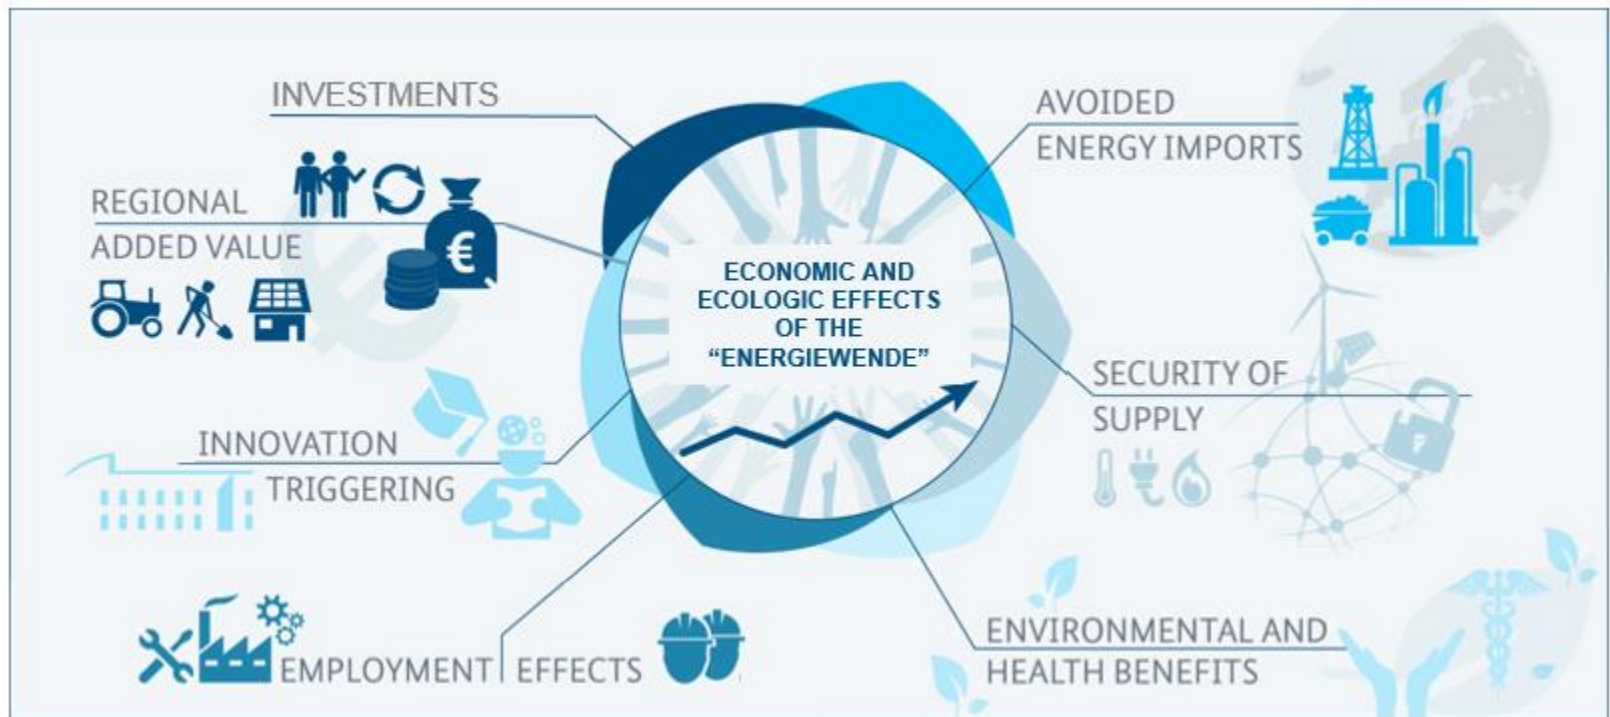 INVESTMENTS
REGIONAL
ADDED VALUE
€
INNOVATION
TRIGGERING
EMPLOYMENT EFFECTS
ECONOMIC AND
ECOLOGIC EFFECTS
OF THE
“ENERGIEWENDE”
AVOIDED
ENERGY IMPORTS
SECURITY OF
SUPPLY
ENVIRONMENTAL AND
HEALTH BENEFITS